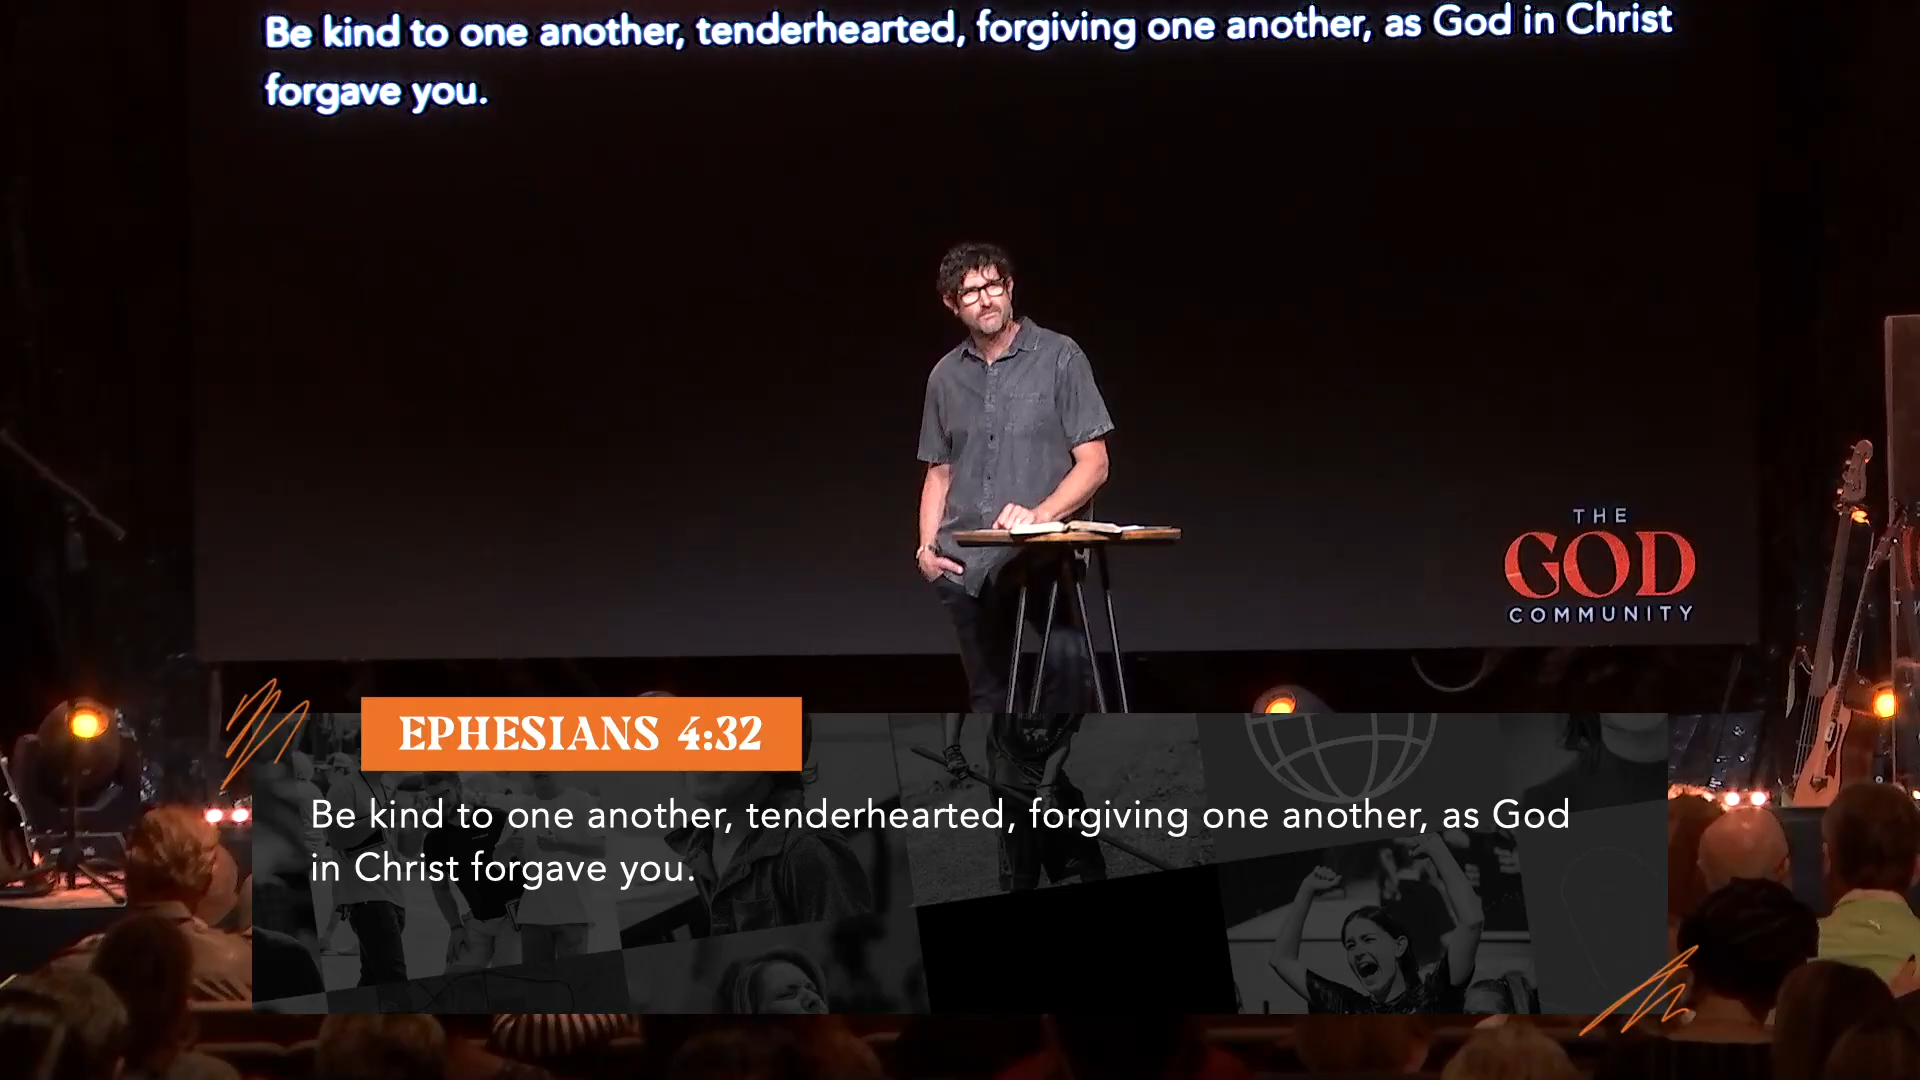 Be kind to one another, tenderhearted, forgiving one another, as God in Christ
forgave you.
THE
GOD
COMMUNITY
EPHESIANS 4:32
Be kind to one another, tenderhearted, forgiving one another, as God
in Christ forgave you.